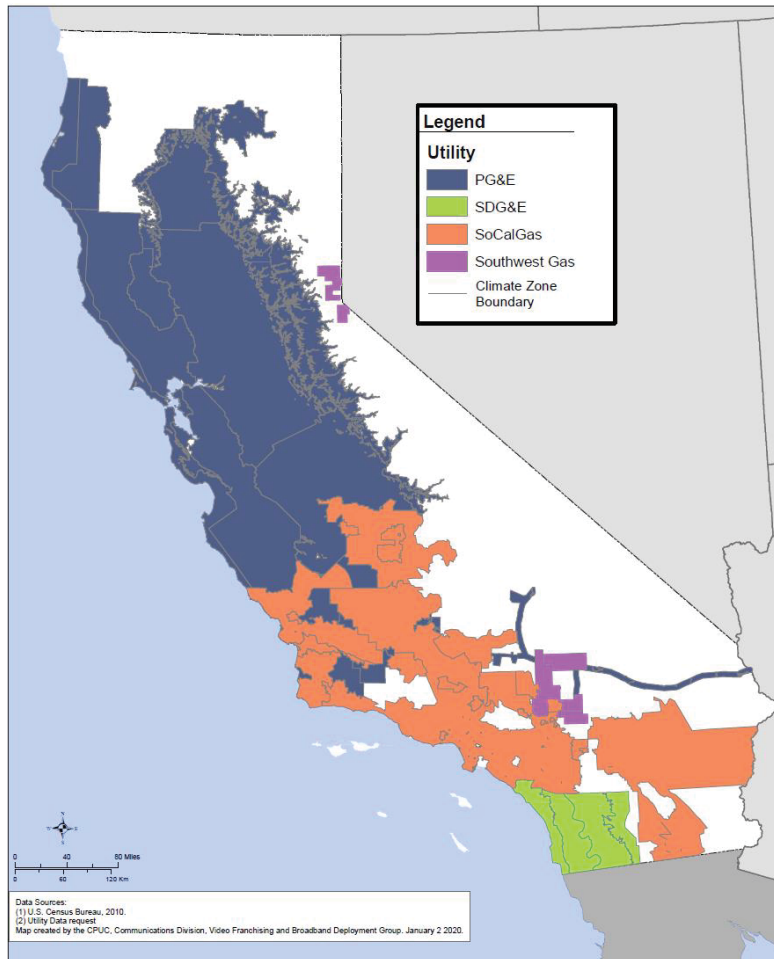 Legend
Utility
PG&E
SDG&E
SoCalGas
Southwest Gas
Climate Zone
Boundary
0 40 80 Miles
0 60 120 Km
Data Sources:
(1) U.S. Census Bureau, 2010.
(2) Utility Data request
Map created by the CPUC, Communications Division, Video Franchising and Broadband Deployment Group. January 2 2020.